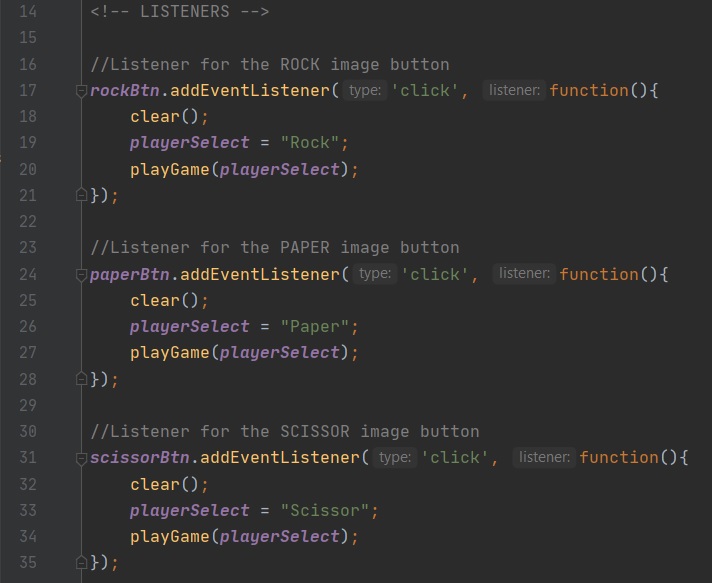 14 <!-- LISTENERS -->
15
16 //Listener for the ROCK image button
17 rockBtn.addEventListener( type: 'click', listener: function(){
18 clear();
19 playerSelect = "Rock";
20 playGame(playerSelect);
21 });
22
23 //Listener for the PAPER image button
24 paperBtn.addEventListener( type: 'click', listener: function(){
25 clear();
26 playerSelect = "Paper";
27 playGame(playerSelect);
28 });
29
30 //Listener for the SCISSOR image button
31 scissorBtn.addEventListener( type: 'click', listener: function(){
32 clear();
33 playerSelect = "Scissor";
34 playGame(playerSelect);
35 });